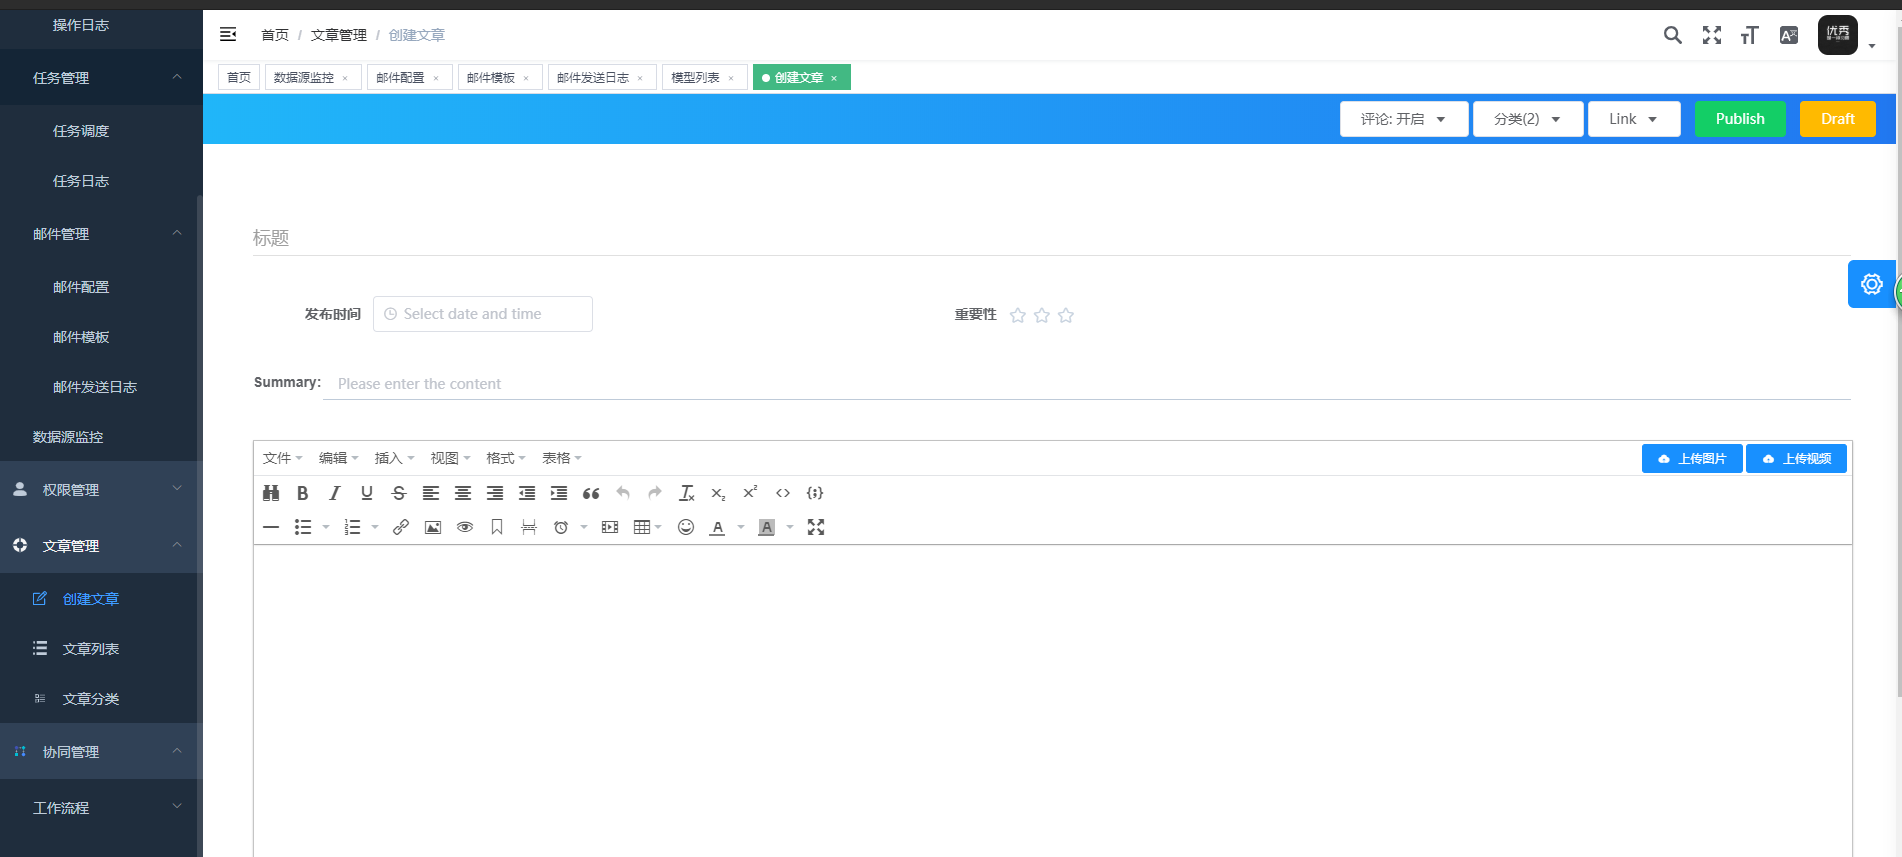 操作日志
任务管理
任务调度
任务日志
邮件管理
邮件配置
邮件模板
邮件发送日志
数据源监控
权限管理
文章管理
创建文章
文章列表
文章分类
协同管理
工作流程
首页 / 文章管理 / 创建文章
优秀
首页 数据源监控 × 邮件配置 × 邮件模板 × 邮件发送日志 × 模型列表 × 创建文章 ×
评论: 开启 分类(2) Link Publish Draft
标题
发布时间 Select date and time 重要性
Summary: Please enter the content
文件 编辑 插入 视图 格式 表格 上传图片 上传视频